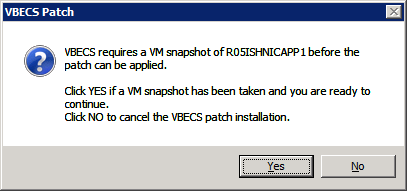 VBECS Patch
VBECS requires a VM snapshot of R05ISHNICAPP1 before the
patch can be applied.
Click YES if a VM snapshot has been taken and you are ready to
continue.
Click NO to cancel the VBECS patch installation.
Yes
No